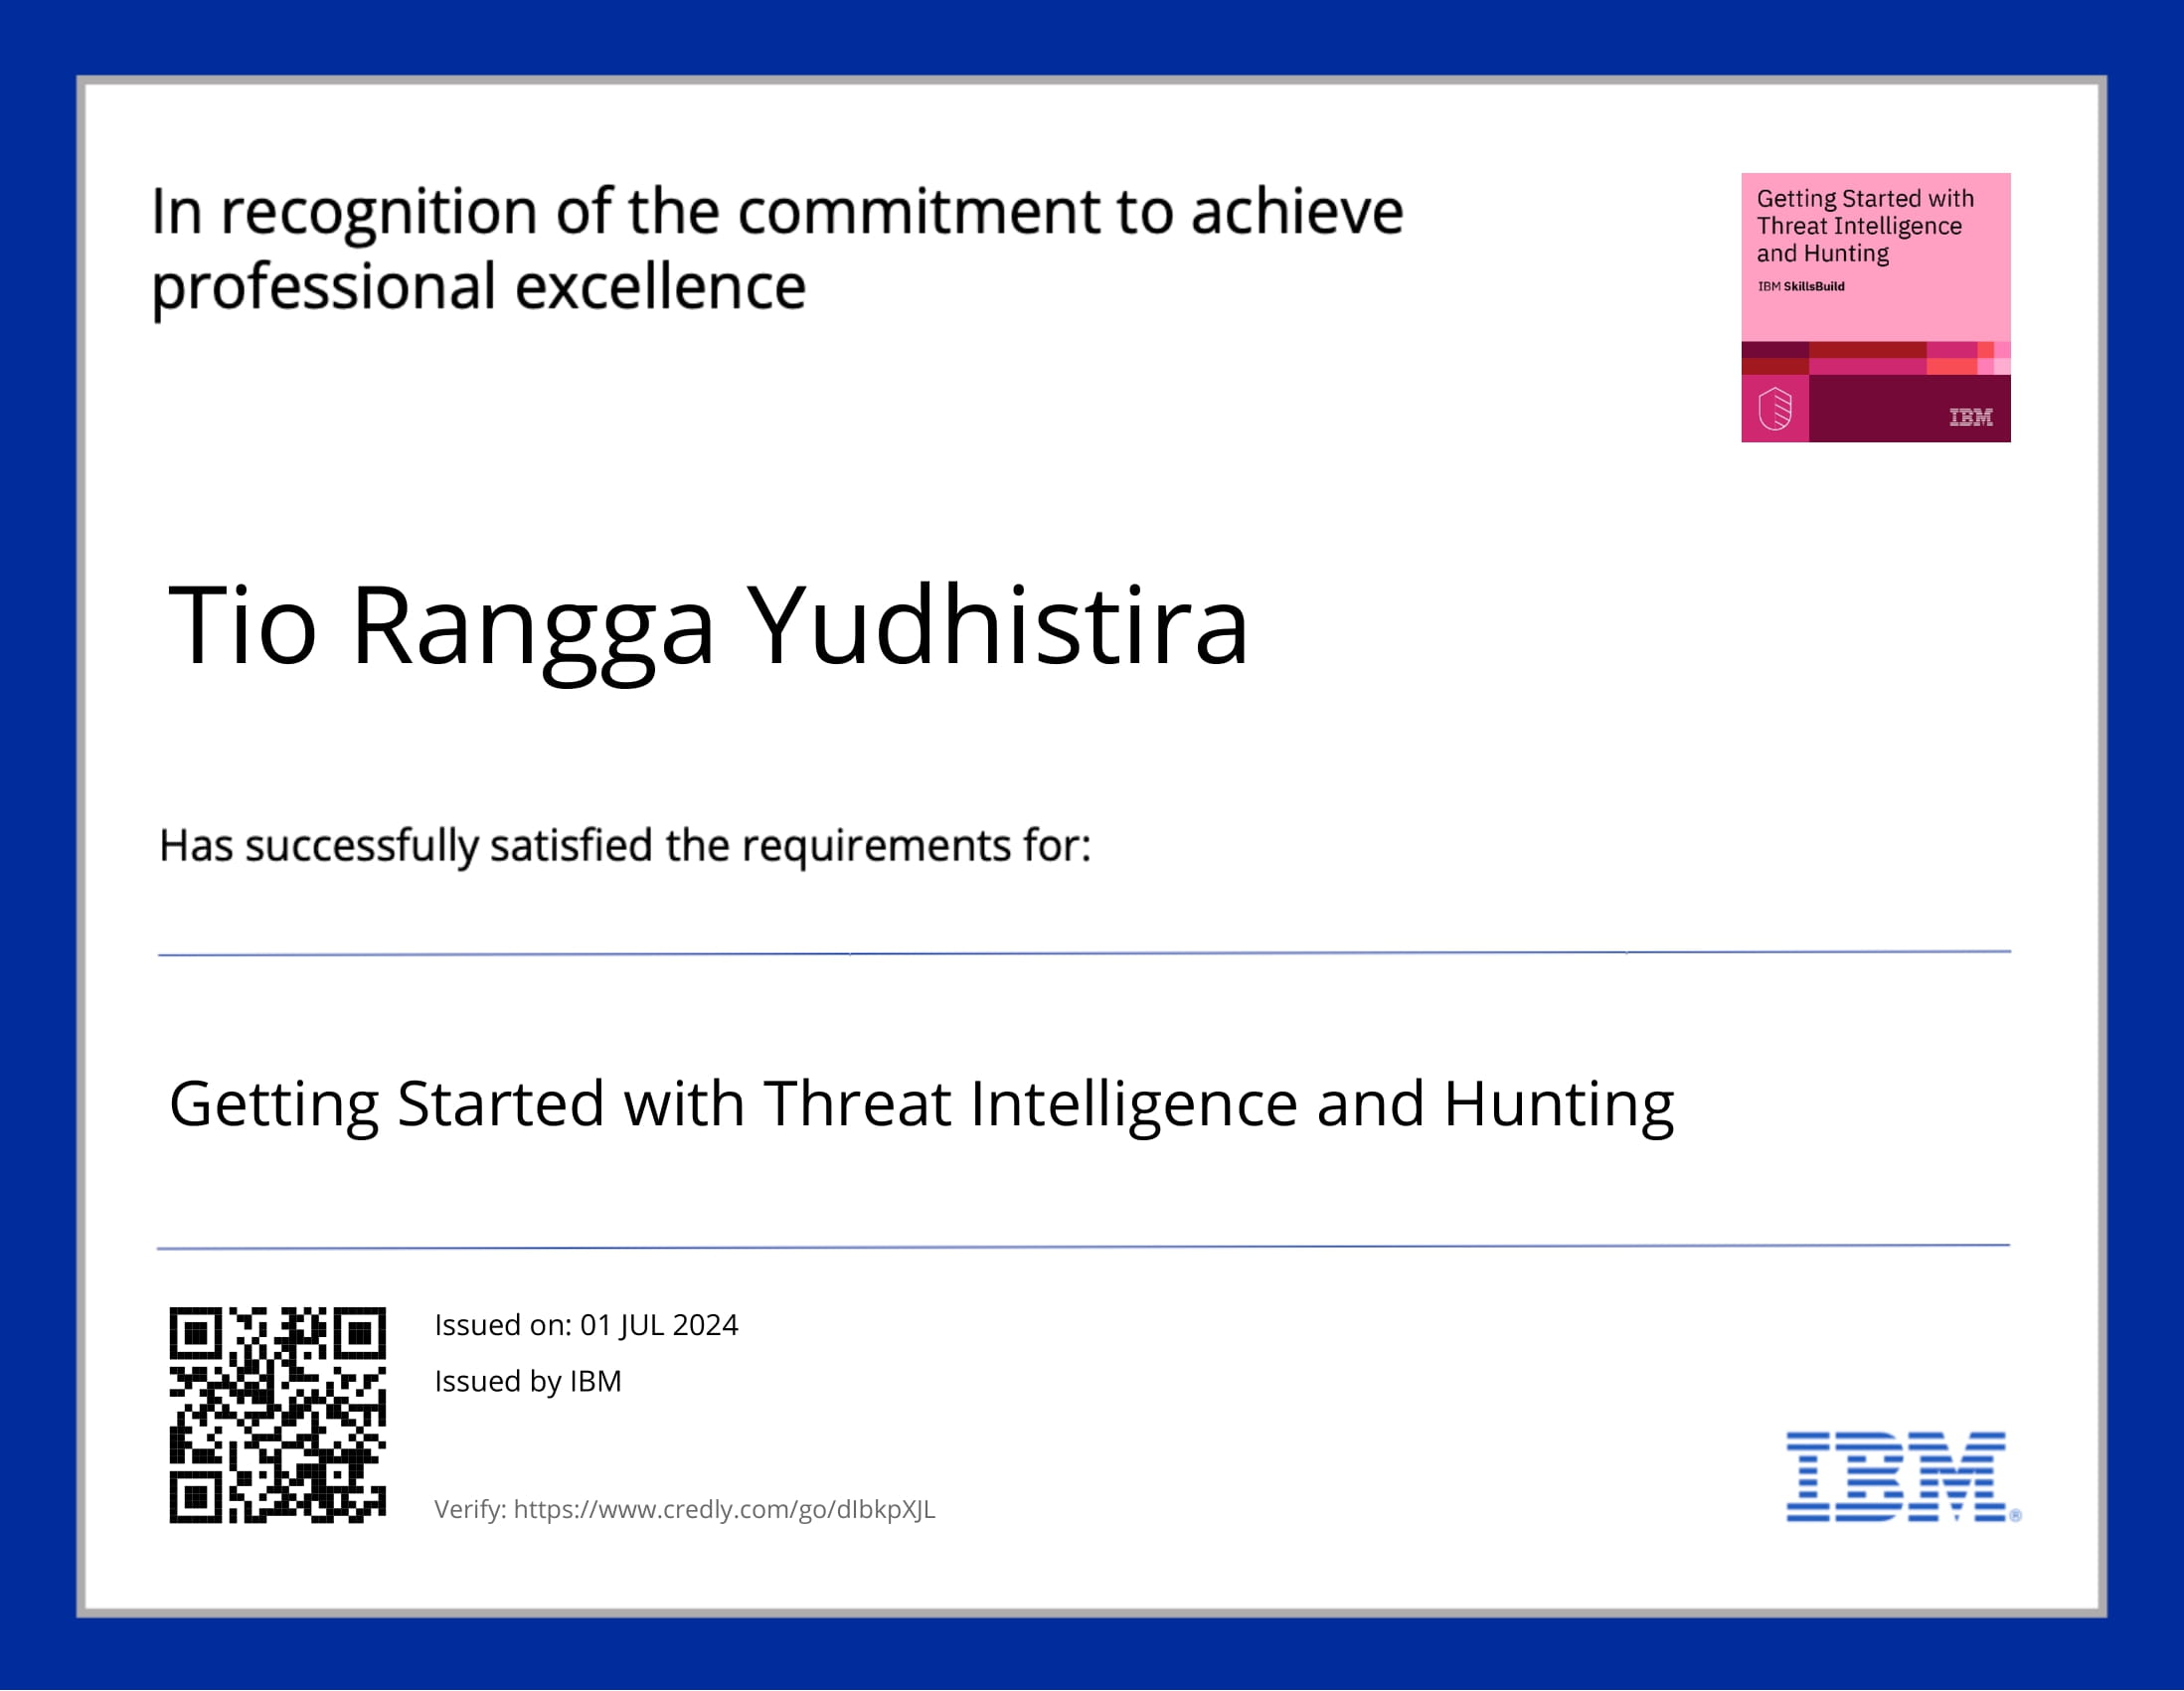 In recognition of the commitment to achieve
professional excellence
Getting Started with
Threat Intelligence
and Hunting
IBM SkillsBuild
IBM
Tio Rangga Yudhistira
Has successfully satisfied the requirements for:
Getting Started with Threat Intelligence and Hunting
Issued on: 01 JUL 2024
Issued by IBM
Verify: https://www.credly.com/go/dIbkpXJL
IBM®